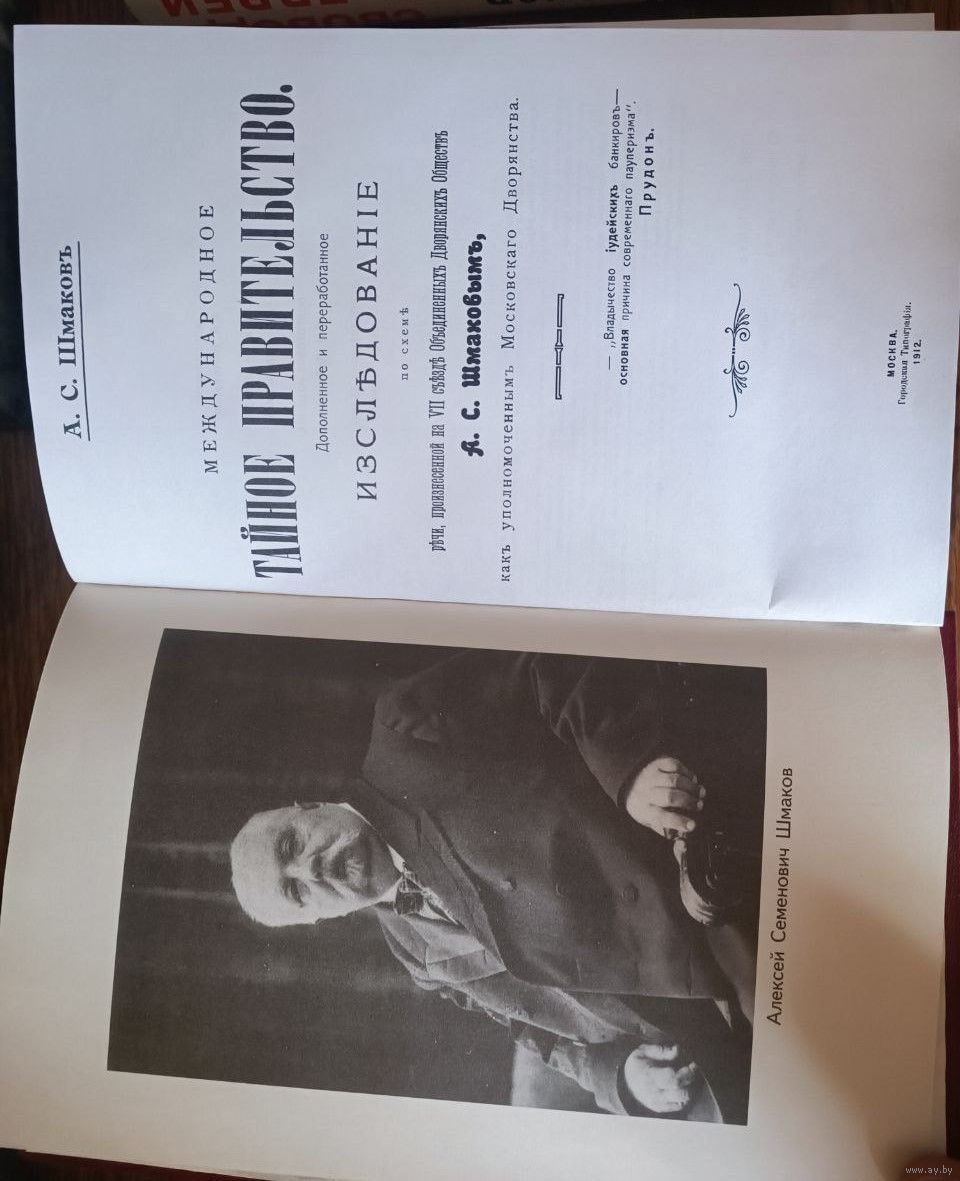 А. С. Шмаковъ
МЕЖДУНАРОДНОЕ
ТАЙНОЕ ПРАВИТЕЛЬСТВО.
Дополненное и переработанное
ИЗСЛѢДОВАНІЕ
по схемѣ
рѣчи, произнесенной на VII съѣздѣ Объединенныхъ Дворянскихъ Обществъ
А. С. Шмаковымъ,
какъ уполномоченнымъ Московскаго Дворянства.
— „Владычество іудейскихъ банкировъ—
основная причина современнаго пауперизма“.
Прудонъ.
МОСКВА.
Городская Типографія.
1912.
Алексей Семенович Шмаков
www.ay.by